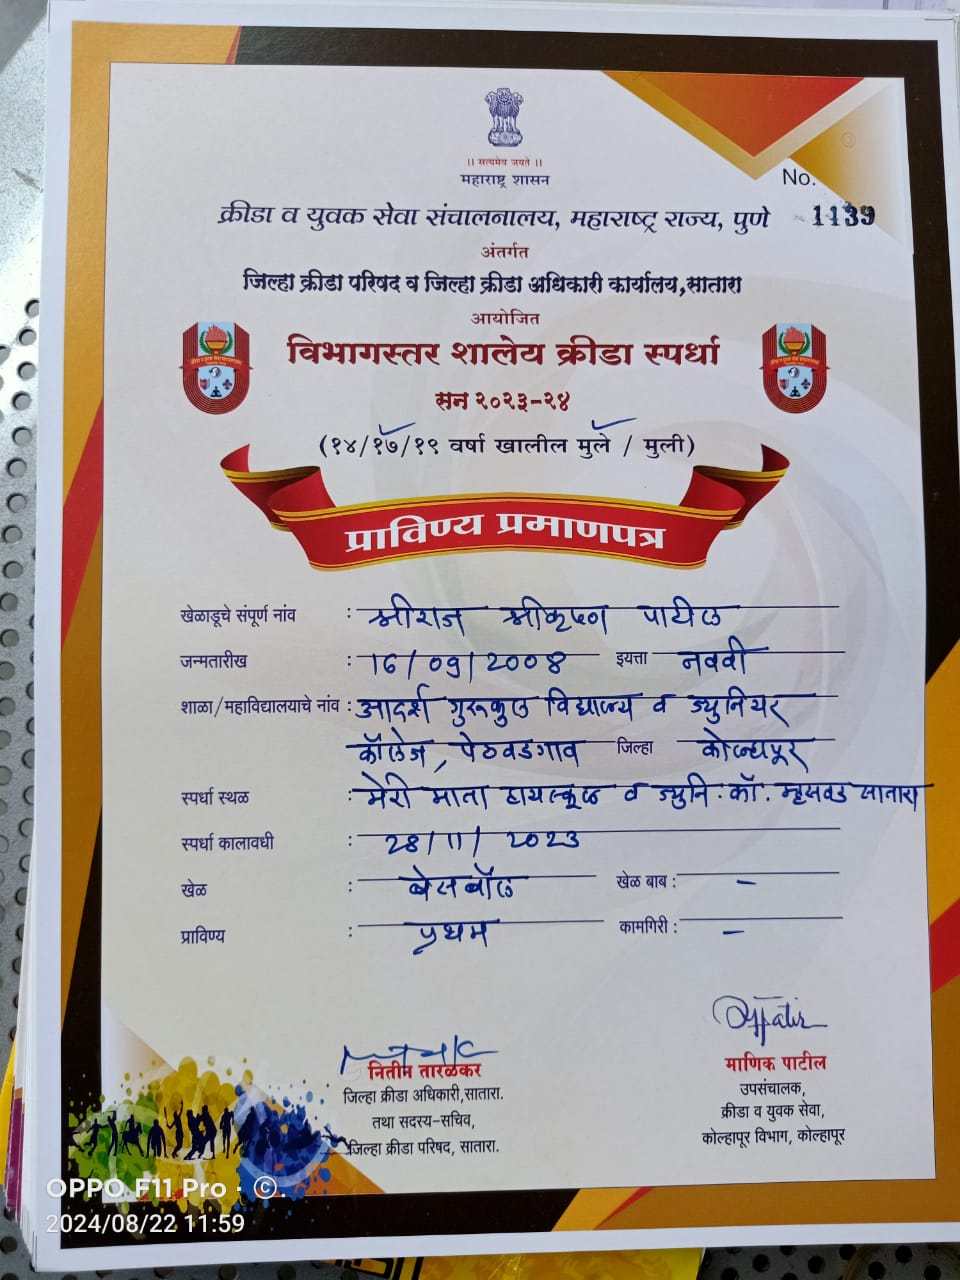 || सत्यमेव जयते ||
महाराष्ट्र शासन
No.
1139
क्रीडा व युवक सेवा संचालनालय, महाराष्ट्र राज्य, पुणे
अंतर्गत
जिल्हा क्रीडा परिषद व जिल्हा क्रीडा अधिकारी कार्यालय,सातारा
आयोजित
विभागस्तर शालेय क्रीडा स्पर्धा
सन २०२३-२४
(१४/१७/१९ वर्षा खालील मुले / मुली)
प्राविण्य प्रमाणपत्र
खेळाडूचे संपूर्ण नांव : श्रीराज श्रीकृष्ण पाटील
जन्मतारीख : 16/09/2008 इयत्ता नववी
शाळा/महाविद्यालयाचे नांव : आदर्श गुरुकुल विद्यालय व ज्युनियर
कॉलेज, पेठवडगाव जिल्हा कोल्हापूर
स्पर्धा स्थळ : मेरी माता हायस्कूल व ज्युनि. कॉ. म्हसवड सातारा
स्पर्धा कालावधी : 28/11/2023
खेळ : बेसबॉल खेळ बाब : -
प्राविण्य : प्रथम कामगिरी : -
नितीन तारळकर
जिल्हा क्रीडा अधिकारी,सातारा.
तथा सदस्य-सचिव,
जिल्हा क्रीडा परिषद, सातारा.
माणिक पाटील
उपसंचालक,
क्रीडा व युवक सेवा,
कोल्हापूर विभाग, कोल्हापूर
OPPO F11 Pro · ©
2024/08/22 11:59